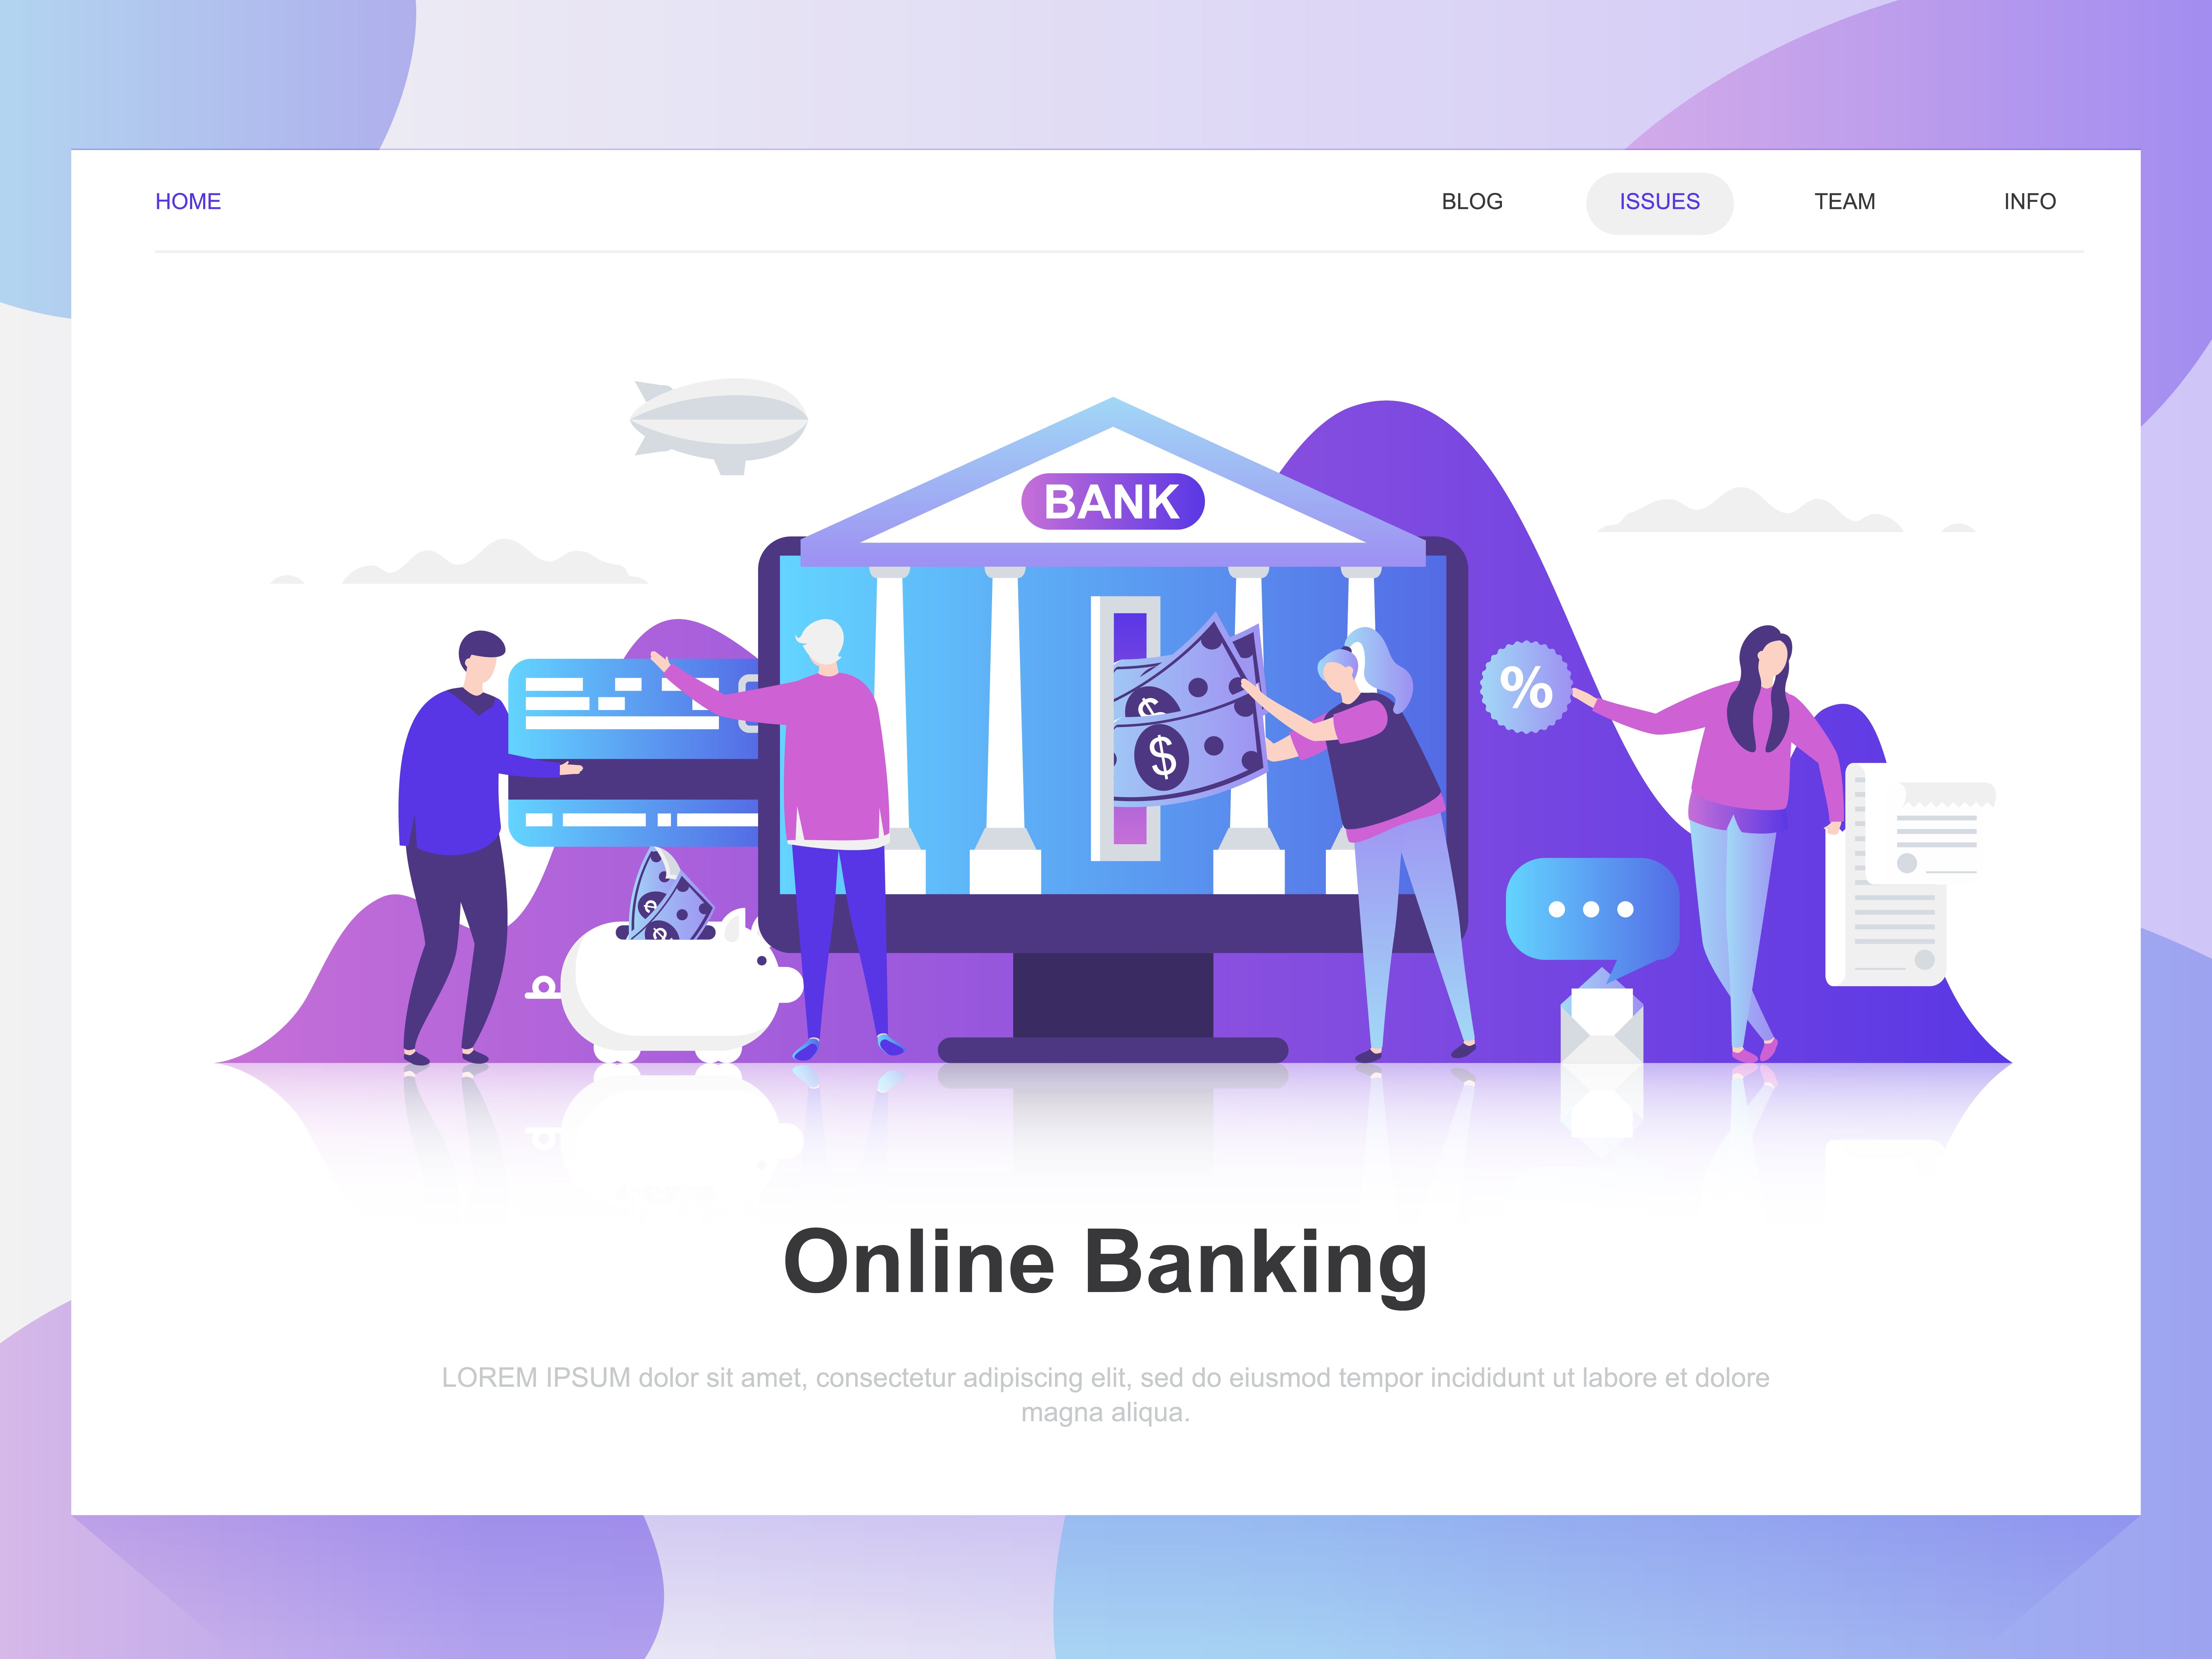 HOME BLOG ISSUES TEAM INFO
BANK
%
$
$
$
$
Online Banking
LOREM IPSUM dolor sit amet, consectetur adipiscing elit, sed do eiusmod tempor incididunt ut labore et dolore
magna aliqua.